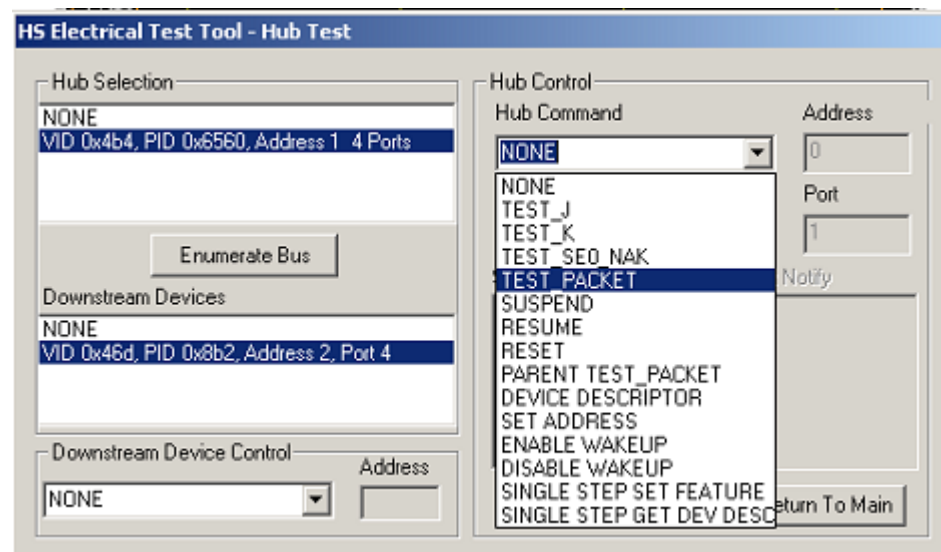 HS Electrical Test Tool - Hub Test
Hub Selection
NONE
VID 0x4b4, PID 0x6560, Address 1 4 Ports
Enumerate Bus
Downstream Devices
NONE
VID 0x46d, PID 0x8b2, Address 2, Port 4
Downstream Device Control
Address
NONE
Hub Control
Hub Command
Address
NONE
0
Port
1
Notify
NONE
TEST_J
TEST_K
TEST_SE0_NAK
TEST_PACKET
SUSPEND
RESUME
RESET
PARENT TEST_PACKET
DEVICE DESCRIPTOR
SET ADDRESS
ENABLE WAKEUP
DISABLE WAKEUP
SINGLE STEP SET FEATURE
SINGLE STEP GET DEV DESC
eturn To Main